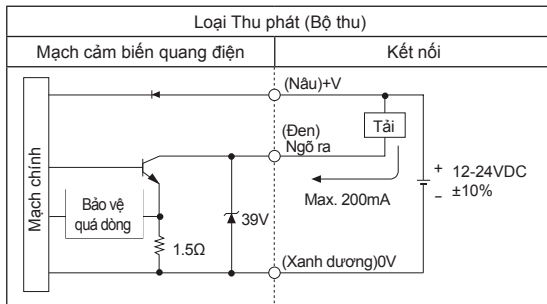 Loại Thu phát (Bộ thu)
Mạch cảm biến quang điện
Kết nối
Mạch chính
(Nâu)+V
(Đen)
Ngõ ra
Tải
Max. 200mA
+
-
12-24VDC
±10%
Bảo vệ
quá dòng
1.5Ω
39V
(Xanh dương)0V